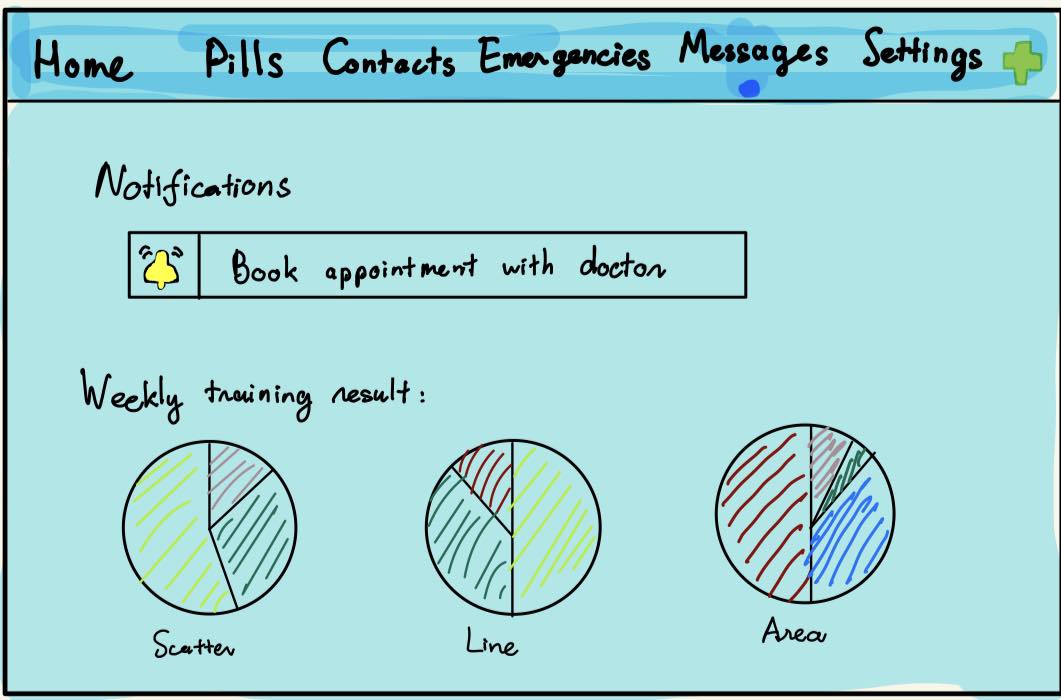 Home Pills Contacts Emergencies Messages Settings
Notifications
Book appointment with doctor
Weekly training result:
Scatter Line Area